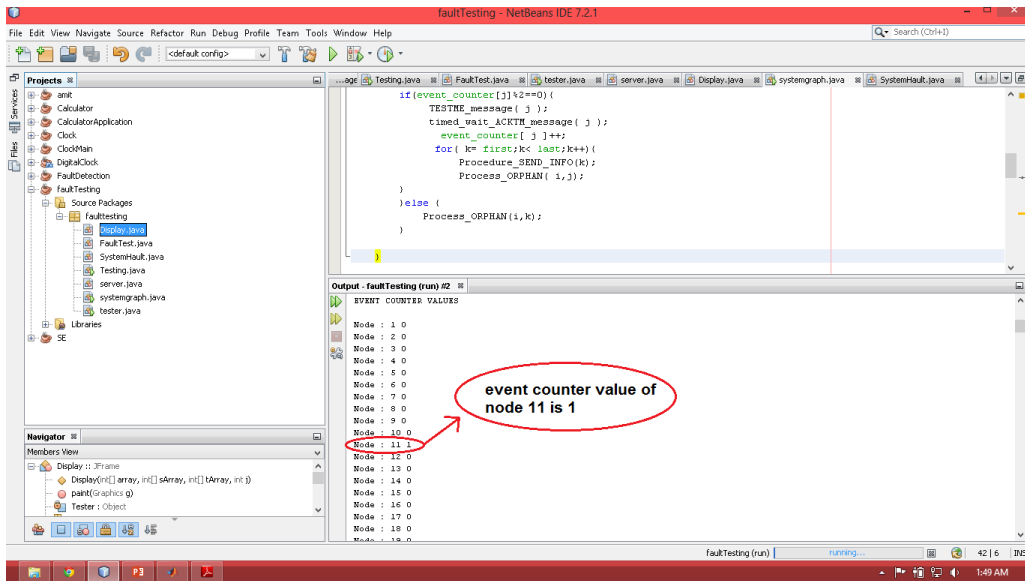 faultTesting - NetBeans IDE 7.2.1
File Edit View Navigate Source Refactor Run Debug Profile Team Tools Window Help
Search (Ctrl+I)
<default config>
Projects
Services
amit
Calculator
CalculatorApplication
Clock
ClockMain
DigitalClock
FaultDetection
faultTesting
Source Packages
faulttesting
Display.java
FaultTest.java
SystemHault.java
Testing.java
server.java
systemgraph.java
tester.java
Libraries
SE
Navigator
Members View
Display :: JFrame
Display(int[] array, int[] sArray, int[] tArray, int j)
paint(Graphics g)
Tester : Object
...age Testing.java FaultTest.java tester.java server.java Display.java systemgraph.java SystemHault.java
if(event_counter[j]%2==0){
TESTME_message( j );
timed_wait_ACKTM_message( j );
event_counter[ j ]++;
for( k= first;k< last;k++){
Procedure_SEND_INFO(k);
Process_ORPHAN( i,j);
}
}else {
Process_ORPHAN(i,k);
}
}
Output - faultTesting (run) #2
EVENT COUNTER VALUES
Node : 1 0
Node : 2 0
Node : 3 0
Node : 4 0
Node : 5 0
Node : 6 0
Node : 7 0
Node : 8 0
Node : 9 0
Node : 10 0
Node : 11 1
Node : 12 0
Node : 13 0
Node : 14 0
Node : 15 0
Node : 16 0
Node : 17 0
Node : 18 0
Node : 19 0
event counter value of
node 11 is 1
faultTesting (run)
running...
42 | 6
INS
1:49 AM